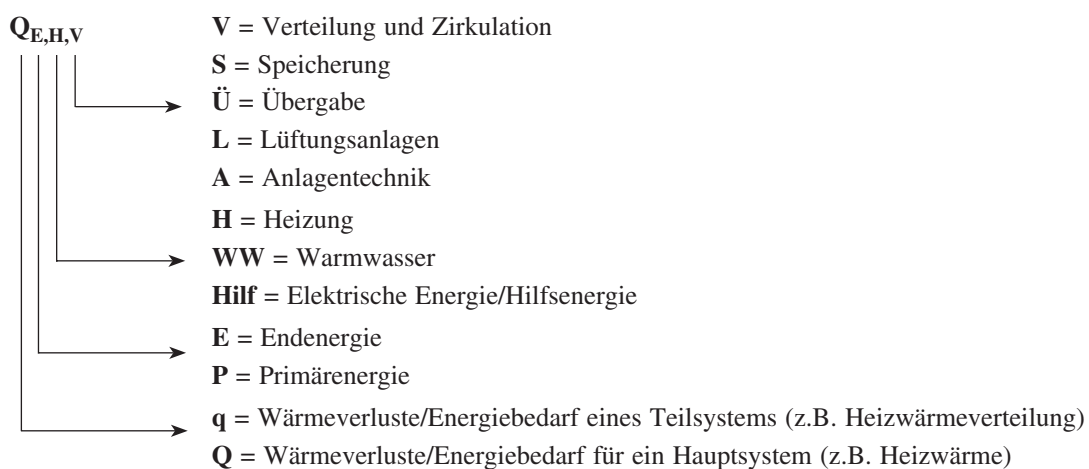 Q_E,H,V V = Verteilung und Zirkulation
S = Speicherung
Ü = Übergabe
L = Lüftungsanlagen
A = Anlagentechnik
H = Heizung
WW = Warmwasser
Hilf = Elektrische Energie/Hilfsenergie
E = Endenergie
P = Primärenergie
q = Wärmeverluste/Energiebedarf eines Teilsystems (z.B. Heizwärmeverteilung)
Q = Wärmeverluste/Energiebedarf für ein Hauptsystem (z.B. Heizwärme)